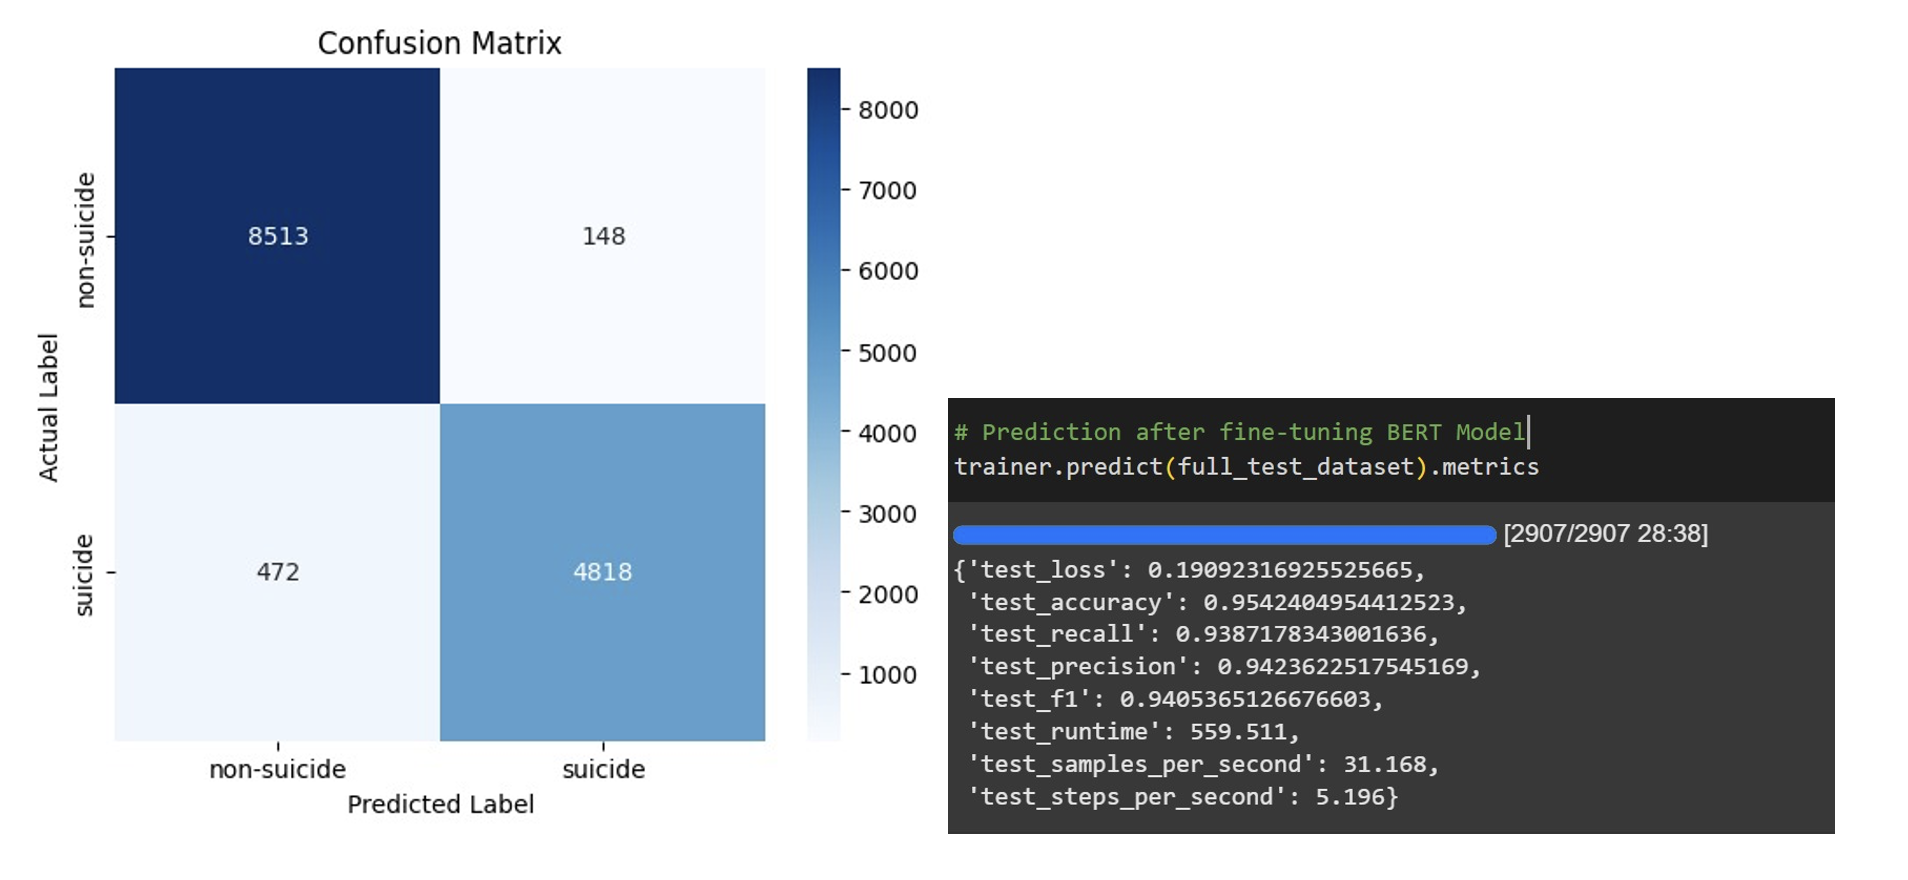 Confusion Matrix
8000
7000
6000
5000
4000
3000
2000
1000
Actual Label
non-suicide
suicide
8513
148
472
4818
non-suicide
suicide
Predicted Label
# Prediction after fine-tuning BERT Model
trainer.predict(full_test_dataset).metrics
[2907/2907 28:38]
{'test_loss': 0.19092316925525665,
'test_accuracy': 0.9542404954412523,
'test_recall': 0.9387178343001636,
'test_precision': 0.9423622517545169,
'test_f1': 0.9405365126676603,
'test_runtime': 559.511,
'test_samples_per_second': 31.168,
'test_steps_per_second': 5.196}